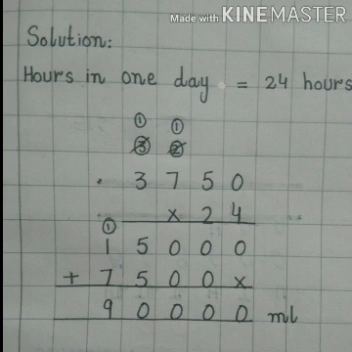 Made with KINEMASTER
Solution:
Hours in one day = 24 hours
① ①
③ ②
3 7 5 0
x 2 4
①
1 5 0 0 0
+ 7 5 0 0 x
9 0 0 0 0 ml